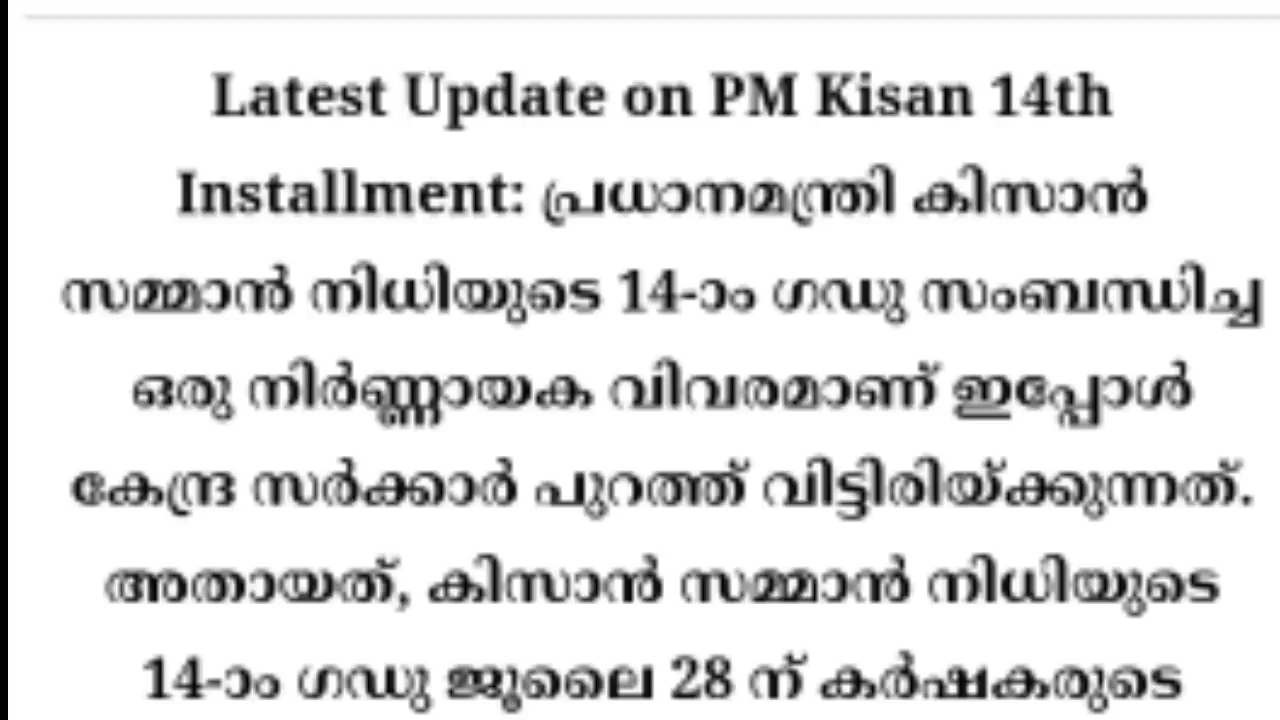 Latest Update on PM Kisan 14th
Installment: പ്രധാനമന്ത്രി കിസാൻ
സമ്മാൻ നിധിയുടെ 14-ാം ഗഡു സംബന്ധിച്ച
ഒരു നിർണ്ണായക വിവരമാണ് ഇപ്പോൾ
കേന്ദ്ര സർക്കാർ പുറത്ത് വിട്ടിരിയ്ക്കുന്നത്.
അതായത്, കിസാൻ സമ്മാൻ നിധിയുടെ
14-ാം ഗഡു ജൂലൈ 28 ന് കർഷകരുടെ